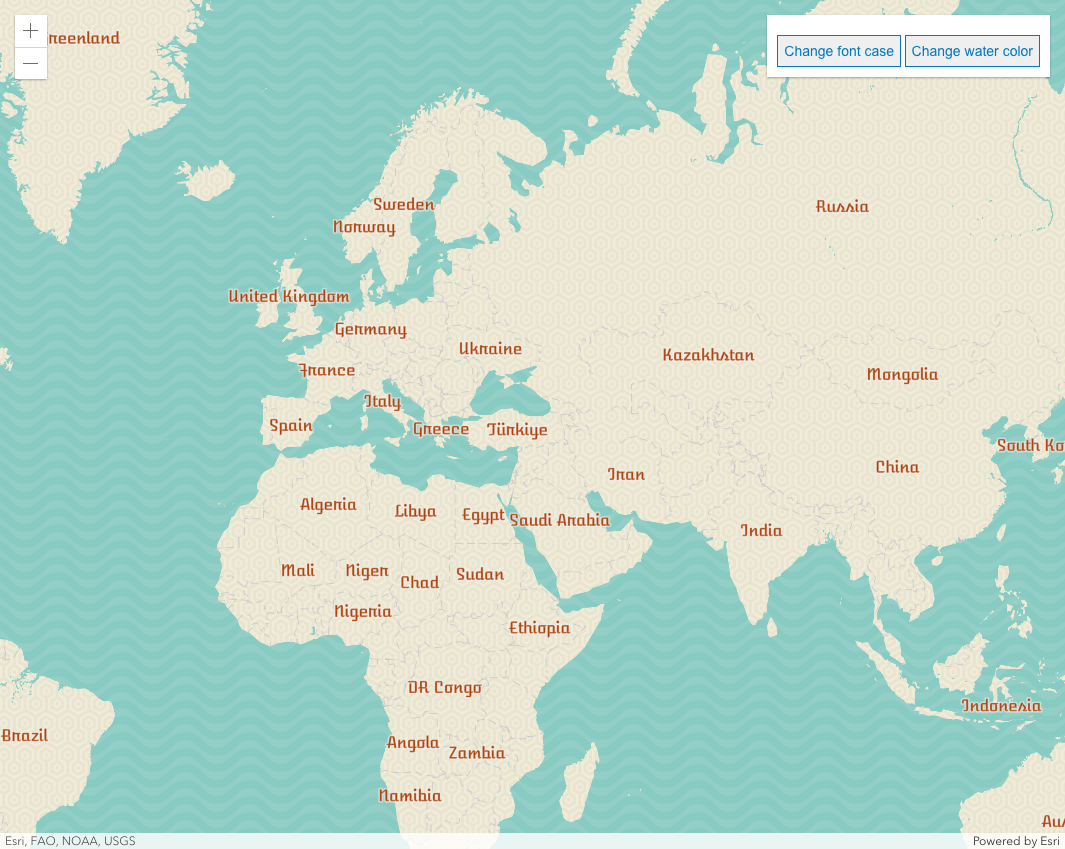 reenland
Change font case
Change water color
Sweden
Russia
Norway
United Kingdom
Germany
Ukraine
Kazakhstan
France
Mongolia
Italy
Spain
Greece
Türkiye
South Ko
China
Iran
Algeria
Libya
Egypt
Saudi Arabia
India
Mali
Niger
Chad
Sudan
Nigeria
Ethiopia
DR Congo
Indonesia
Brazil
Angola
Zambia
Namibia
Aus
Esri, FAO, NOAA, USGS
Powered by Esri